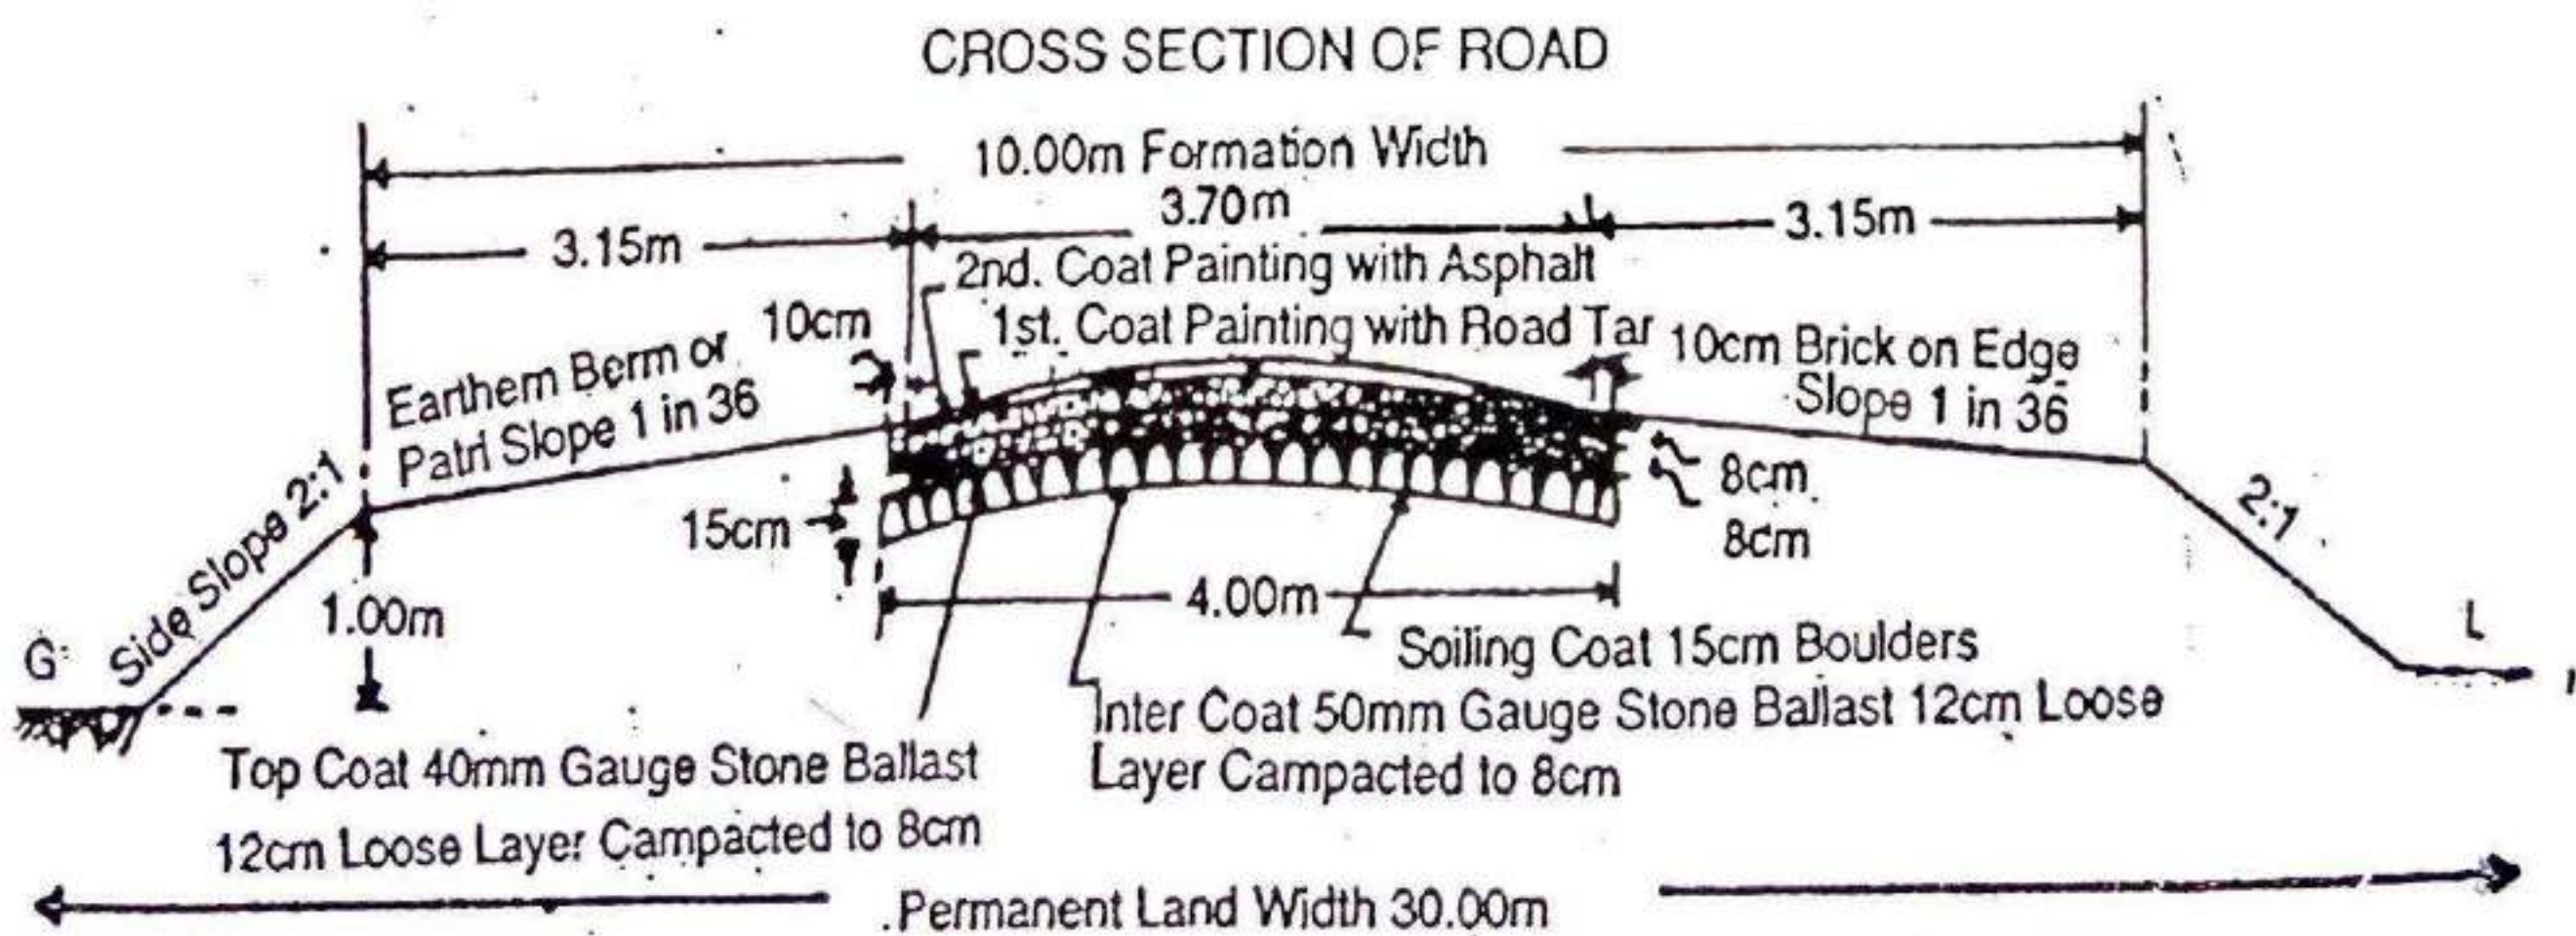 CROSS SECTION OF ROAD
10.00m Formation Width
3.70m
3.15m
3.15m
2nd. Coat Painting with Asphalt
10cm
1st. Coat Painting with Road Tar
10cm Brick on Edge
Slope 1 in 36
Earthem Berm or
Patri Slope 1 in 36
Side Slope 2:1
2:1
15cm
8cm
8cm
1.00m
4.00m
G
L
Soiling Coat 15cm Boulders
Inter Coat 50mm Gauge Stone Ballast 12cm Loose
Layer Campacted to 8cm
Top Coat 40mm Gauge Stone Ballast
12cm Loose Layer Campacted to 8cm
Permanent Land Width 30.00m